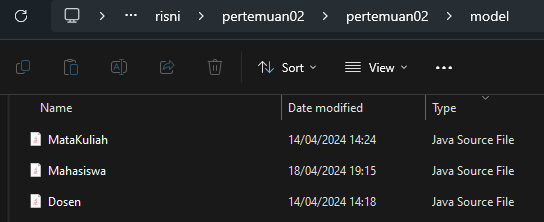 ... risni > pertemuan02 > pertemuan02 > model
Sort View ...
Name Date modified Type
MataKuliah 14/04/2024 14:24 Java Source File
Mahasiswa 18/04/2024 19:15 Java Source File
Dosen 14/04/2024 14:18 Java Source File